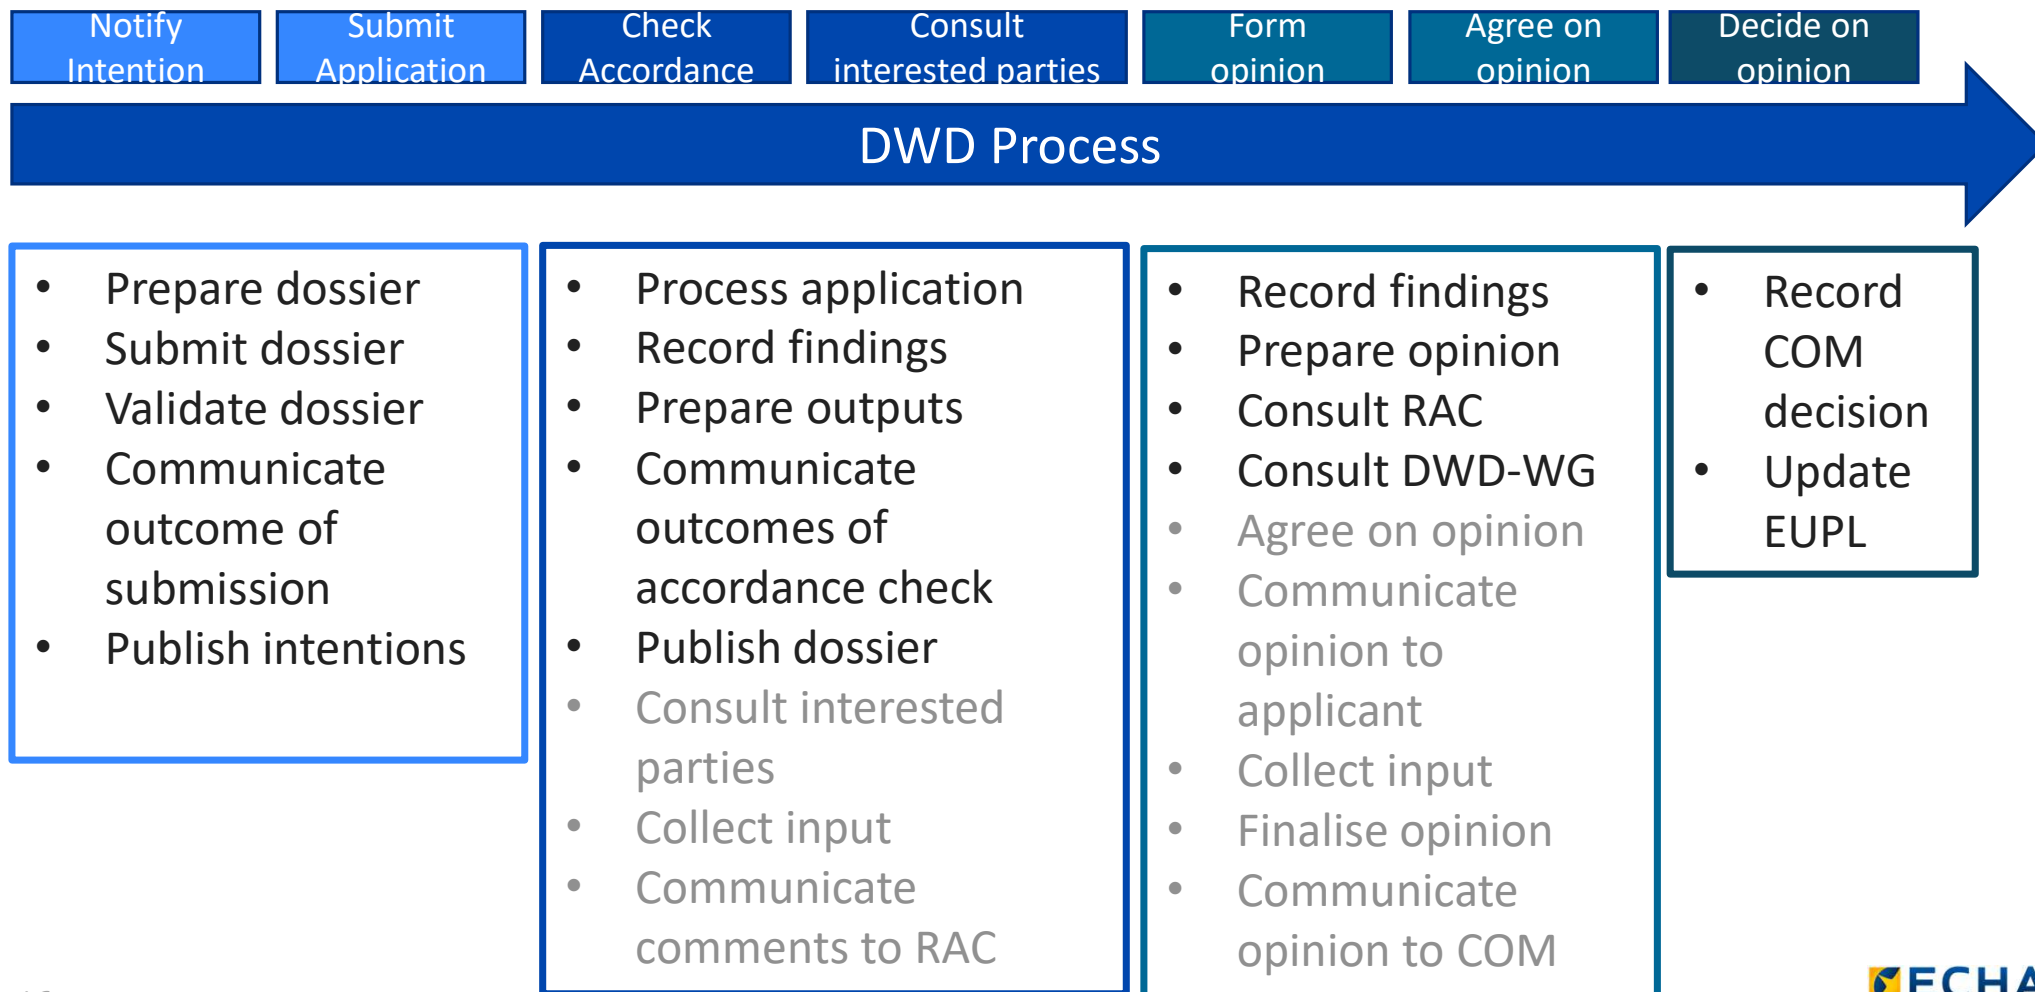 Notify
Intention
Submit
Application
Check
Accordance
Consult
interested parties
Form
opinion
Agree on
opinion
Decide on
opinion
DWD Process
• Prepare dossier
• Submit dossier
• Validate dossier
• Communicate
outcome of
submission
• Publish intentions
• Process application
• Record findings
• Prepare outputs
• Communicate
outcomes of
accordance check
• Publish dossier
• Consult interested
parties
• Collect input
• Communicate
comments to RAC
• Record findings
• Prepare opinion
• Consult RAC
• Consult DWD-WG
• Agree on opinion
• Communicate
opinion to
applicant
• Collect input
• Finalise opinion
• Communicate
opinion to COM
• Record
COM
decision
• Update
EUPL
ECHA